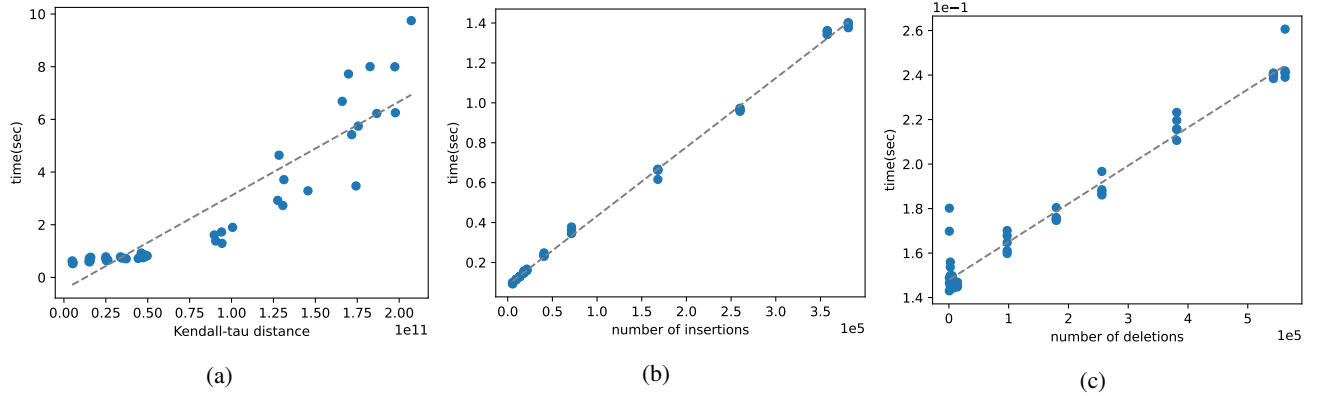 10
8
6
4
2
0
time(sec)
0.00 0.25 0.50 0.75 1.00 1.25 1.50 1.75 2.00
1e11
Kendall-tau distance
(a)
1.4
1.2
1.0
0.8
0.6
0.4
0.2
time(sec)
0.0 0.5 1.0 1.5 2.0 2.5 3.0 3.5
1e5
number of insertions
(b)
1e−1
2.6
2.4
2.2
2.0
1.8
1.6
1.4
time(sec)
0 1 2 3 4 5
1e5
number of deletions
(c)